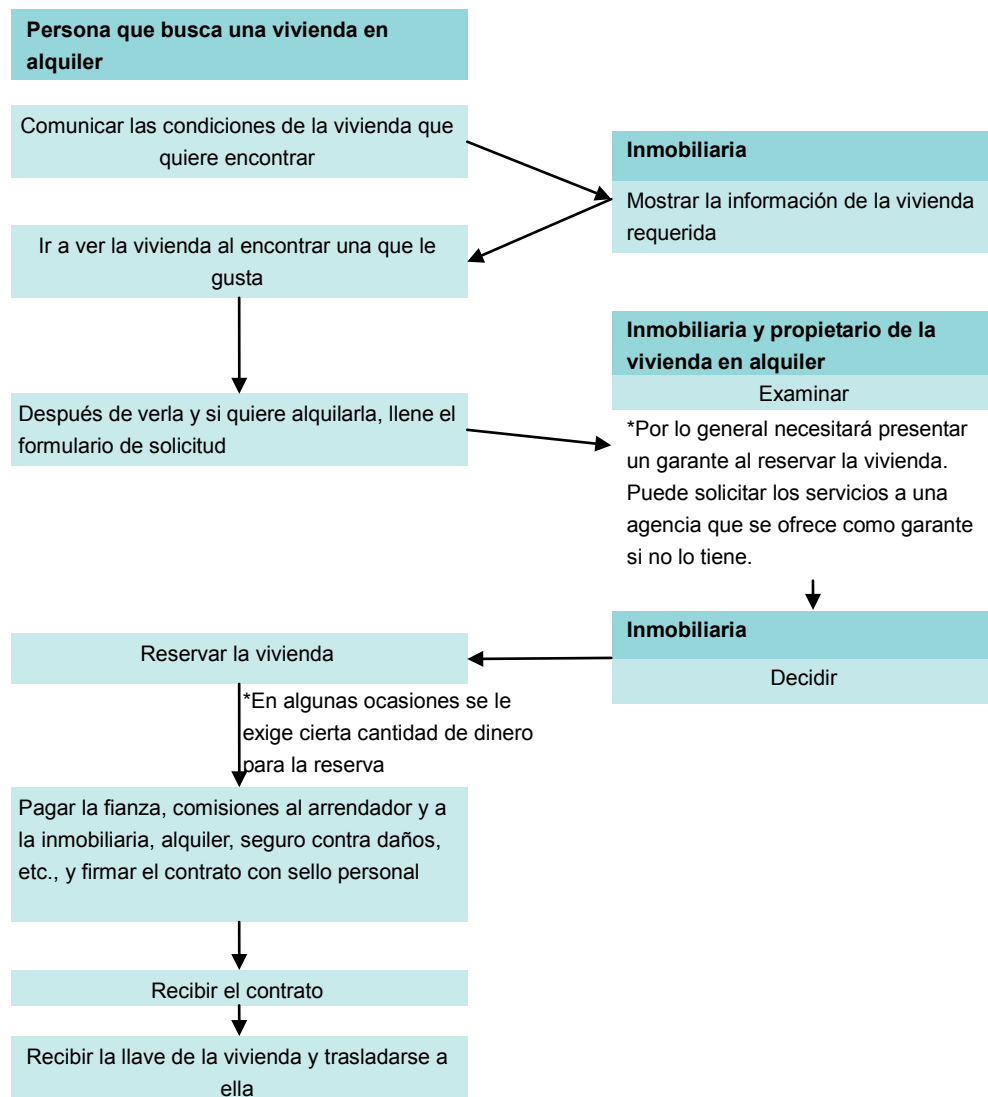 Persona que busca una vivienda en
alquiler
Comunicar las condiciones de la vivienda que
quiere encontrar
Inmobiliaria
Mostrar la información de la vivienda
requerida
Ir a ver la vivienda al encontrar una que le
gusta
Inmobiliaria y propietario de la
vivienda en alquiler
Examinar
Después de verla y si quiere alquilarla, llene el
formulario de solicitud
*Por lo general necesitará presentar
un garante al reservar la vivienda.
Puede solicitar los servicios a una
agencia que se ofrece como garante
si no lo tiene.
Inmobiliaria
Decidir
Reservar la vivienda
*En algunas ocasiones se le
exige cierta cantidad de dinero
para la reserva
Pagar la fianza, comisiones al arrendador y a
la inmobiliaria, alquiler, seguro contra daños,
etc., y firmar el contrato con sello personal
Recibir el contrato
Recibir la llave de la vivienda y trasladarse a
ella